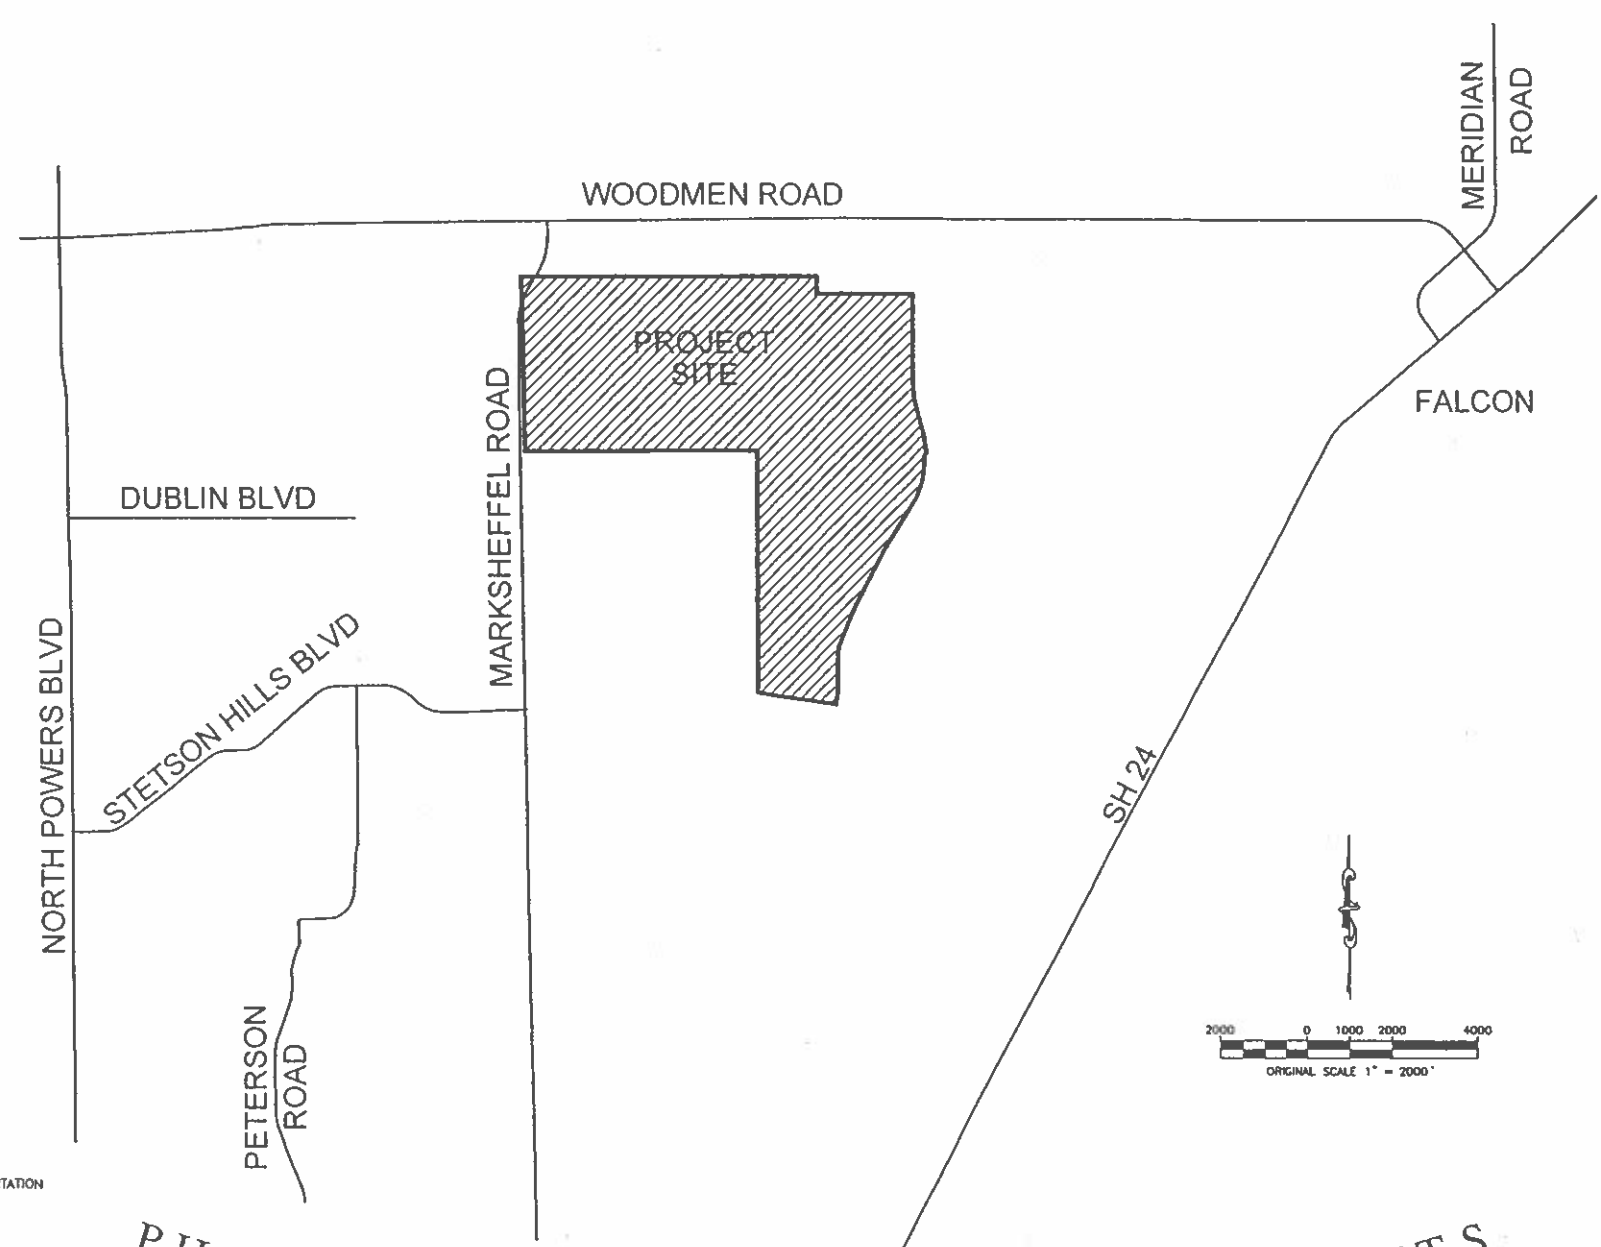 MERIDIAN
ROAD
WOODMEN ROAD
PROJECT
SITE
MARKSHEFFEL ROAD
FALCON
DUBLIN BLVD
STETSON HILLS BLVD
NORTH POWERS BLVD
SH 24
PETERSON
ROAD
2000 0 1000 2000 4000
ORIGINAL SCALE 1" = 2000'
TATION